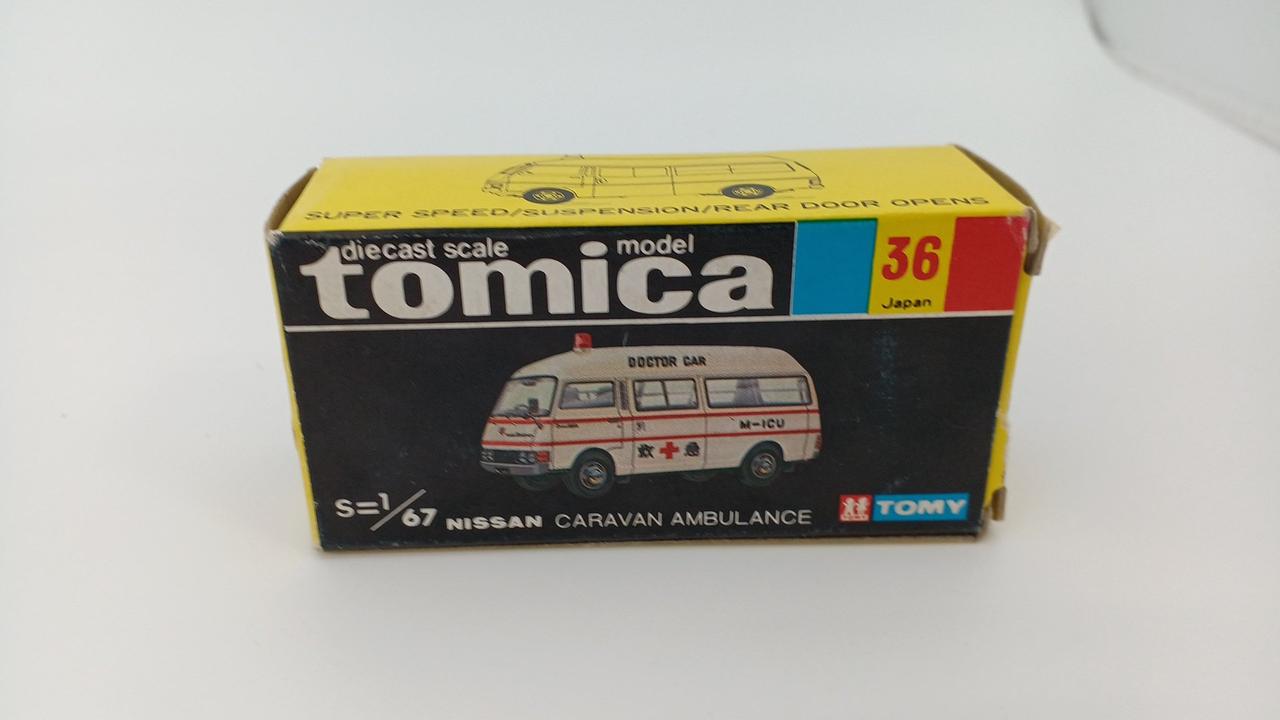 SUPER SPEED/SUSPENSION/REAR DOOR OPENS
diecast scale model
tomica
36
Japan
DOCTOR CAR
M-ICU
救急
S=1/67 NISSAN CARAVAN AMBULANCE
TOMY